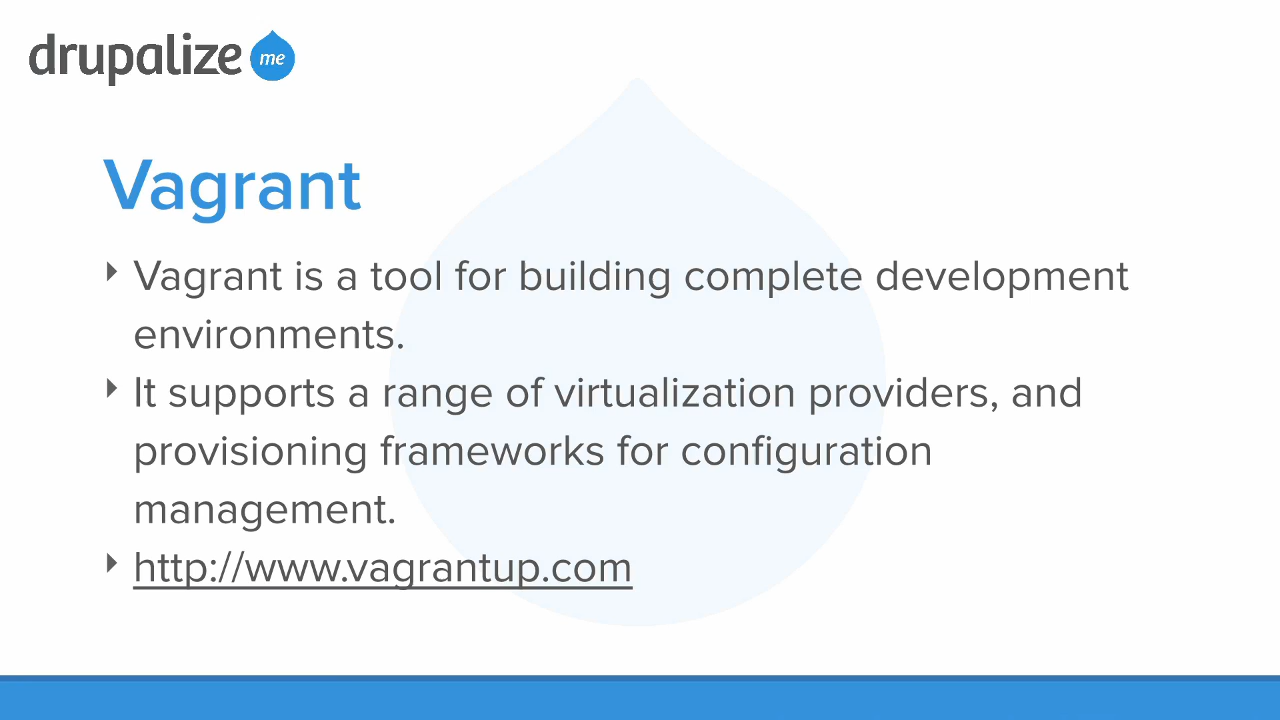 drupalize me
Vagrant
Vagrant is a tool for building complete development
environments.
It supports a range of virtualization providers, and
provisioning frameworks for configuration
management.
http://www.vagrantup.com